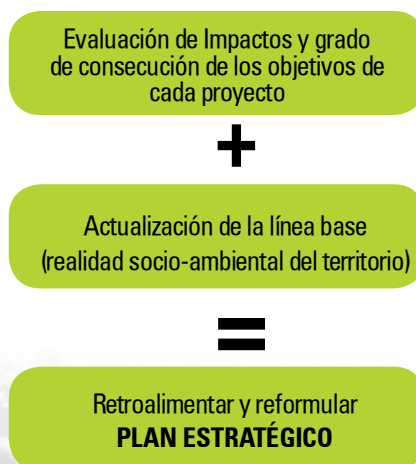 Evaluación de Impactos y grado
de consecución de los objetivos de
cada proyecto
+
Actualización de la línea base
(realidad socio-ambiental del territorio)
=
Retroalimentar y reformular
PLAN ESTRATÉGICO